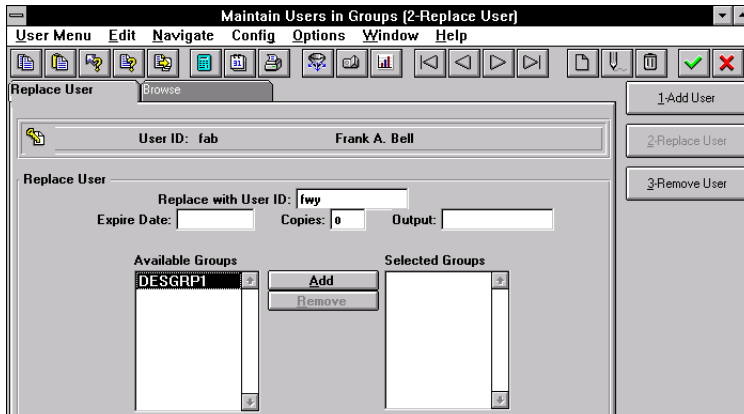 Maintain Users in Groups (2-Replace User)
User Menu Edit Navigate Config Options Window Help
Replace User Browse
1-Add User
User ID: fab Frank A. Bell
2-Replace User
Replace User
3-Remove User
Replace with User ID: fwy
Expire Date: Copies: 0 Output:
Available Groups Selected Groups
DESGRP1 Add
Remove